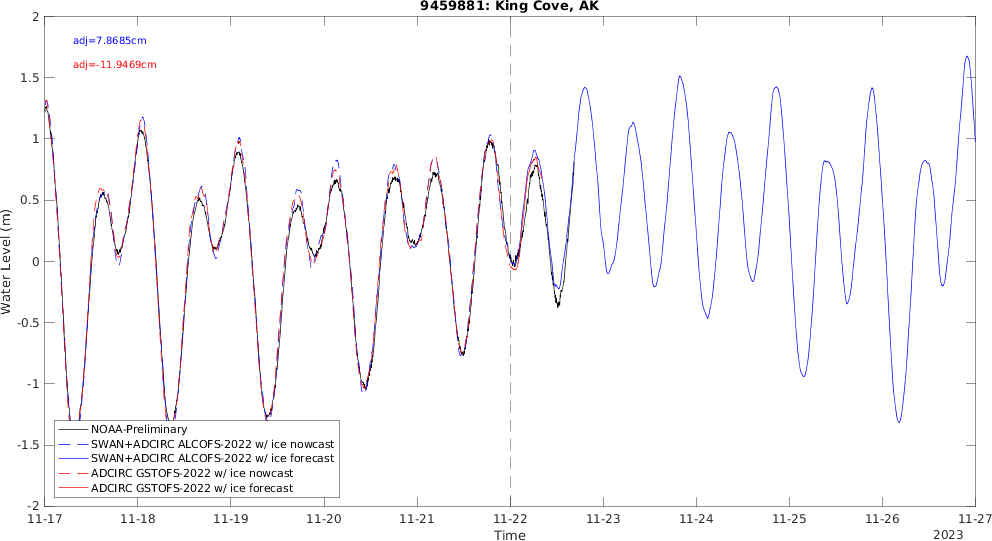 9459881: King Cove, AK
adj=7.8685cm
adj=-11.9469cm
Water Level (m)
2
1.5
1
0.5
0
-0.5
-1
-1.5
-2
NOAA-Preliminary
SWAN+ADCIRC ALCOFS-2022 w/ ice nowcast
SWAN+ADCIRC ALCOFS-2022 w/ ice forecast
ADCIRC GSTOFS-2022 w/ ice nowcast
ADCIRC GSTOFS-2022 w/ ice forecast
11-17 11-18 11-19 11-20 11-21 11-22 11-23 11-24 11-25 11-26 11-27
Time
2023